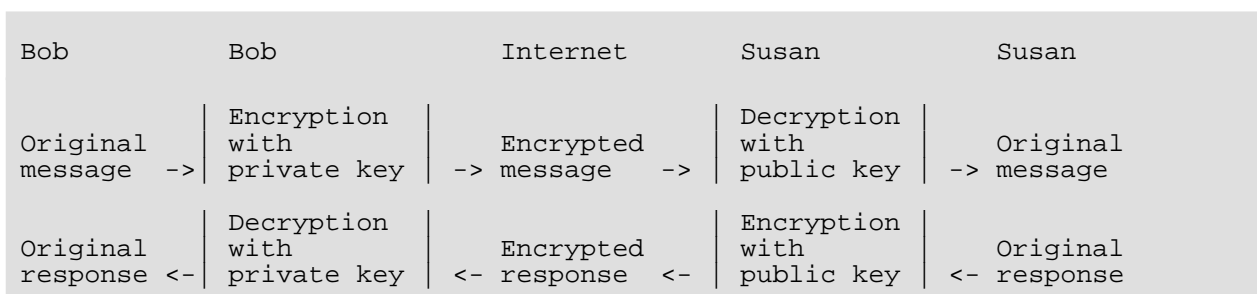 Bob Bob Internet Susan Susan
| Encryption | | Decryption |
Original | with | Encrypted | with | Original
message ->| private key | -> message -> | public key | -> message
| Decryption | | Encryption |
Original | with | Encrypted | with | Original
response <-| private key | <- response <- | public key | <- response